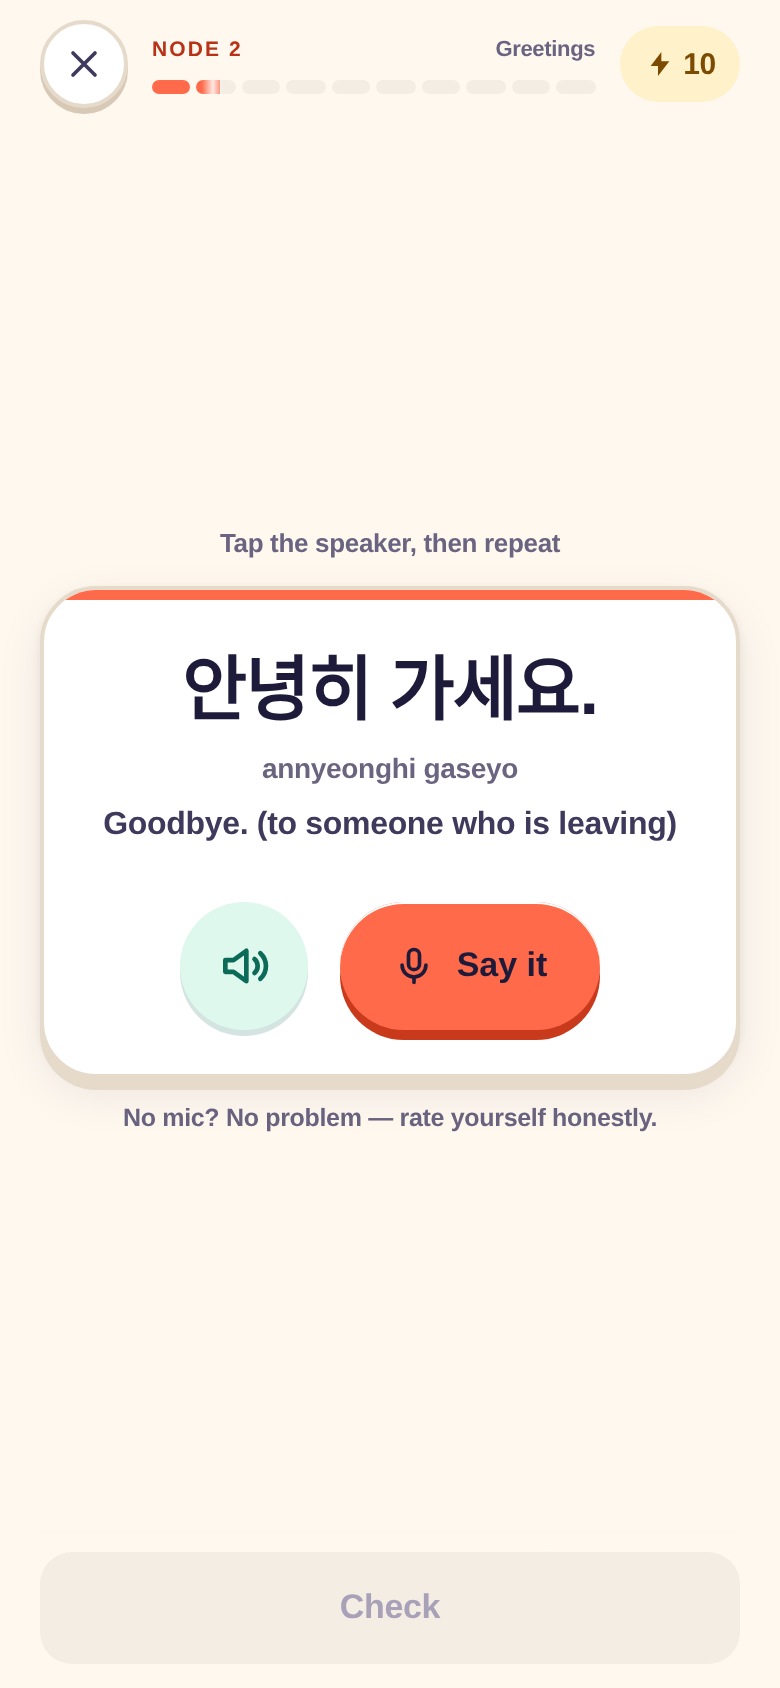 NODE 2
Greetings
10
Tap the speaker, then repeat
안녕히 가세요.
annyeonghi gaseyo
Goodbye. (to someone who is leaving)
Say it
No mic? No problem — rate yourself honestly.
Check